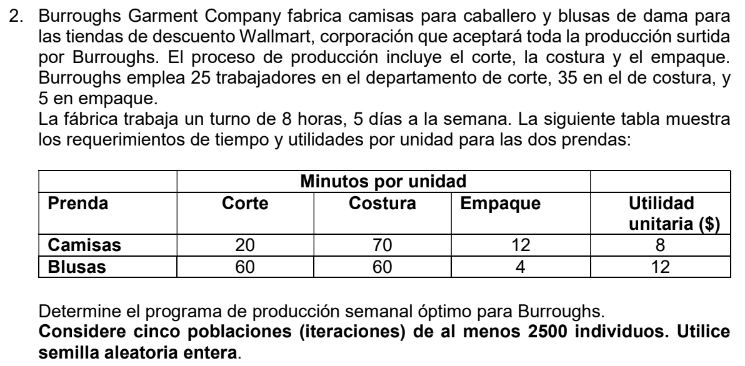 2. Burroughs Garment Company fabrica camisas para caballero y blusas de dama para
las tiendas de descuento Wallmart, corporación que aceptará toda la producción surtida
por Burroughs. El proceso de producción incluye el corte, la costura y el empaque.
Burroughs emplea 25 trabajadores en el departamento de corte, 35 en el de costura, y
5 en empaque.
La fábrica trabaja un turno de 8 horas, 5 días a la semana. La siguiente tabla muestra
los requerimientos de tiempo y utilidades por unidad para las dos prendas:
Minutos por unidad
Prenda Corte Costura Empaque Utilidad
unitaria ($)
Camisas 20 70 12 8
Blusas 60 60 4 12
Determine el programa de producción semanal óptimo para Burroughs.
Considere cinco poblaciones (iteraciones) de al menos 2500 individuos. Utilice
semilla aleatoria entera.